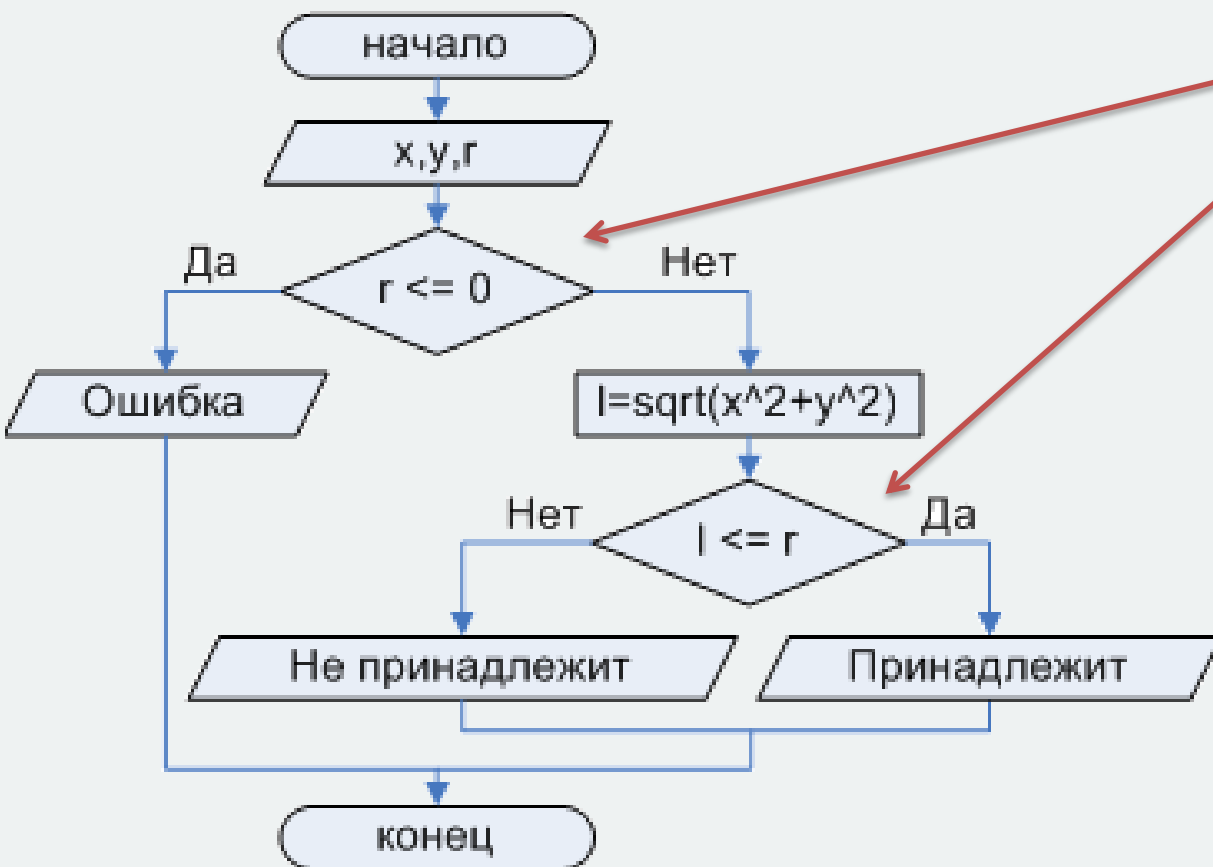 начало
x,y,r
Да
Нет
r <= 0
Ошибка
l=sqrt(x^2+y^2)
Нет
Да
l <= r
Не принадлежит
Принадлежит
конец